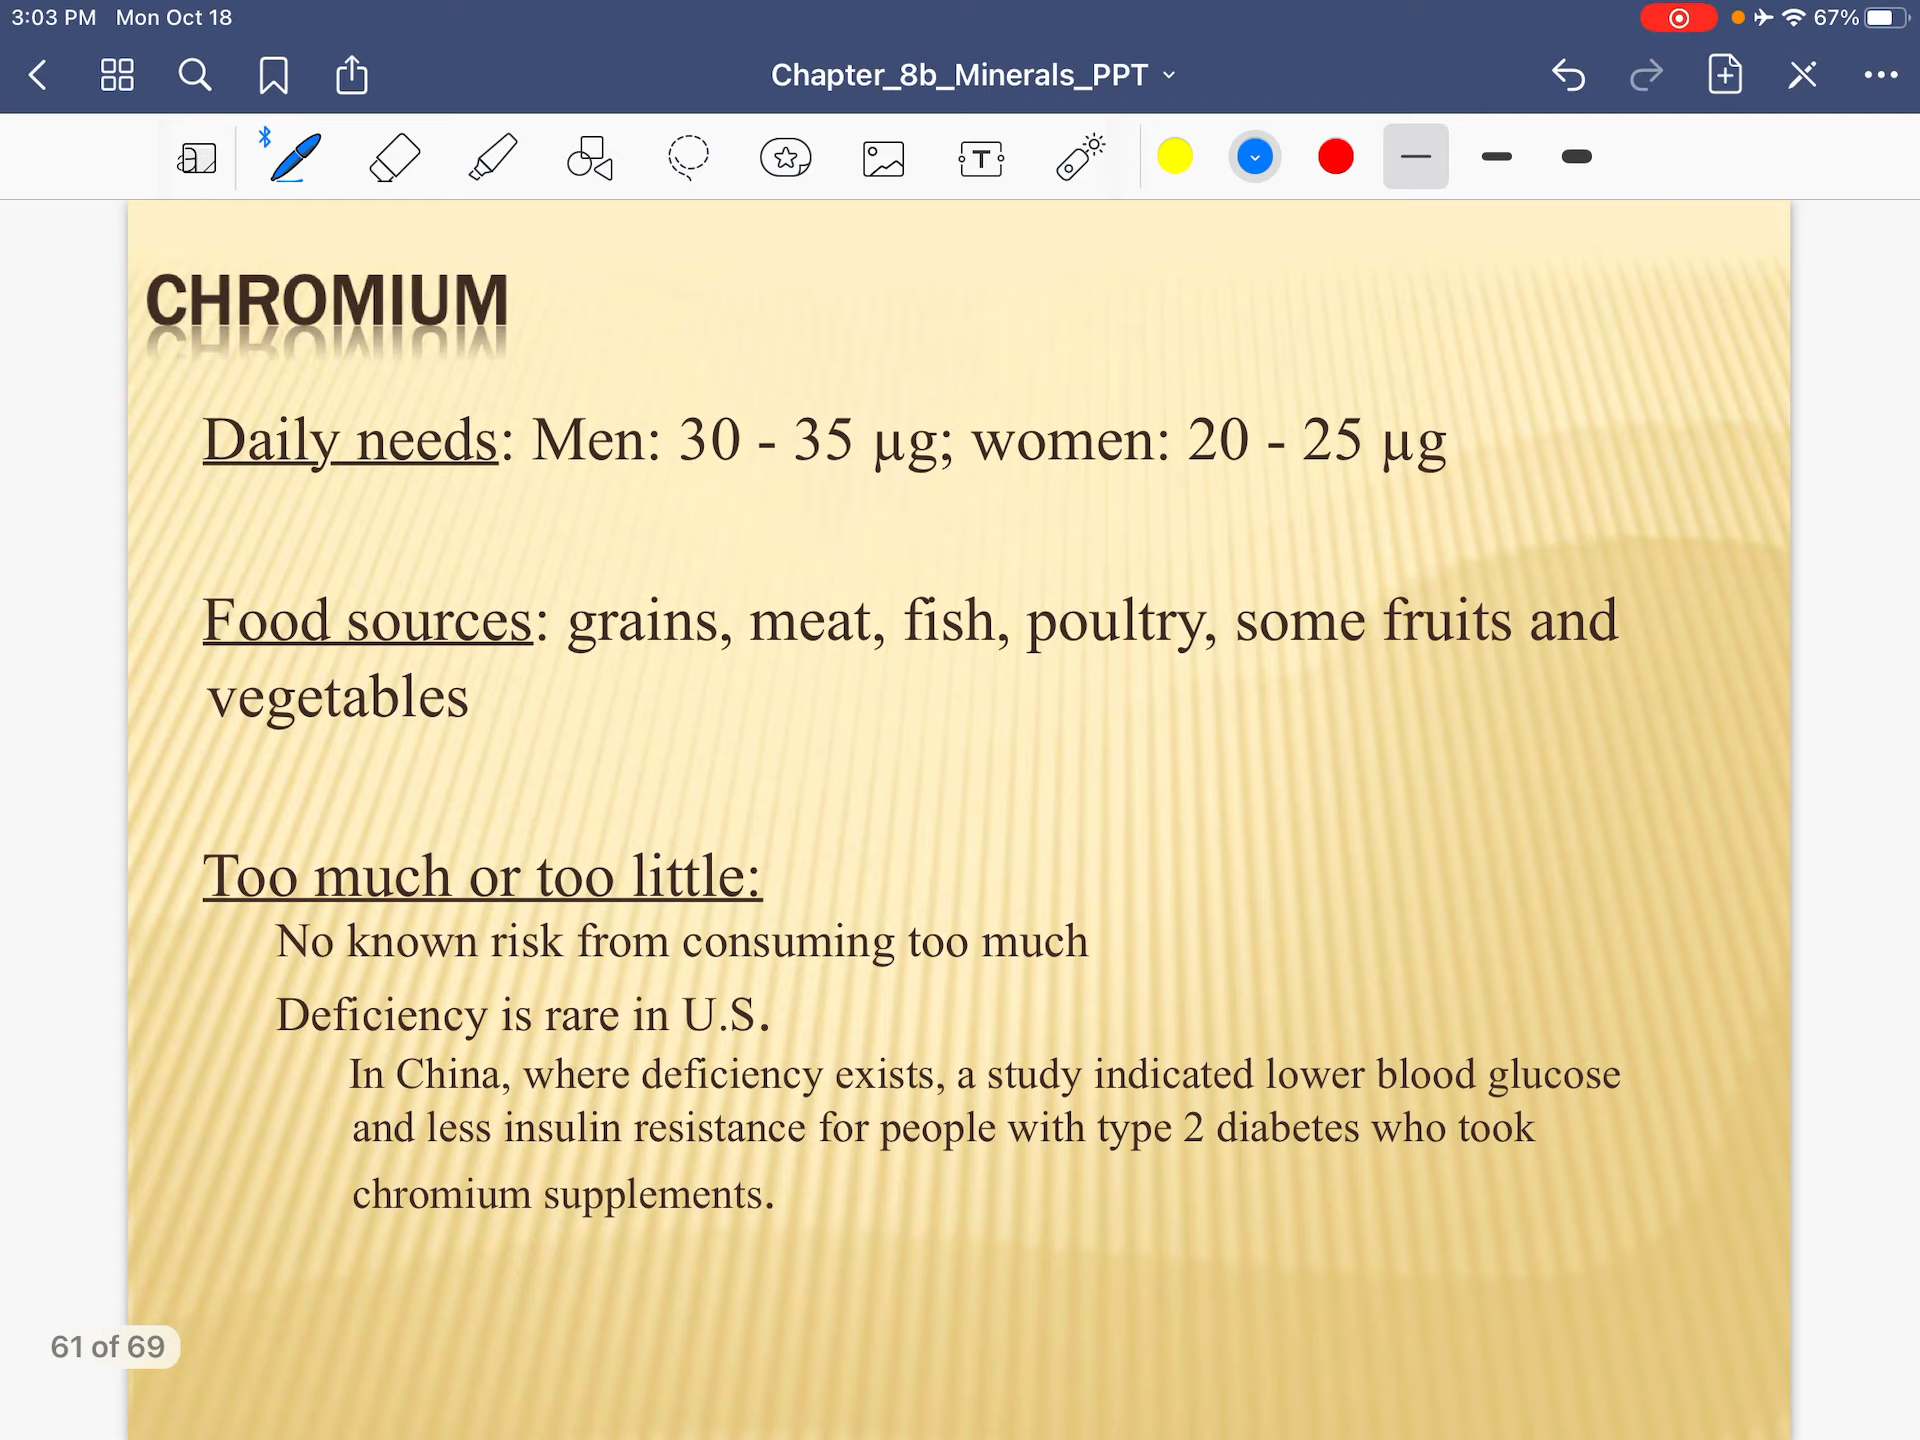 3:03 PM Mon Oct 18
67%
Chapter_8b_Minerals_PPT
CHROMIUM
Daily needs: Men: 30 - 35 µg; women: 20 - 25 µg
Food sources: grains, meat, fish, poultry, some fruits and
vegetables
Too much or too little:
No known risk from consuming too much
Deficiency is rare in U.S.
In China, where deficiency exists, a study indicated lower blood glucose
and less insulin resistance for people with type 2 diabetes who took
chromium supplements.
61 of 69